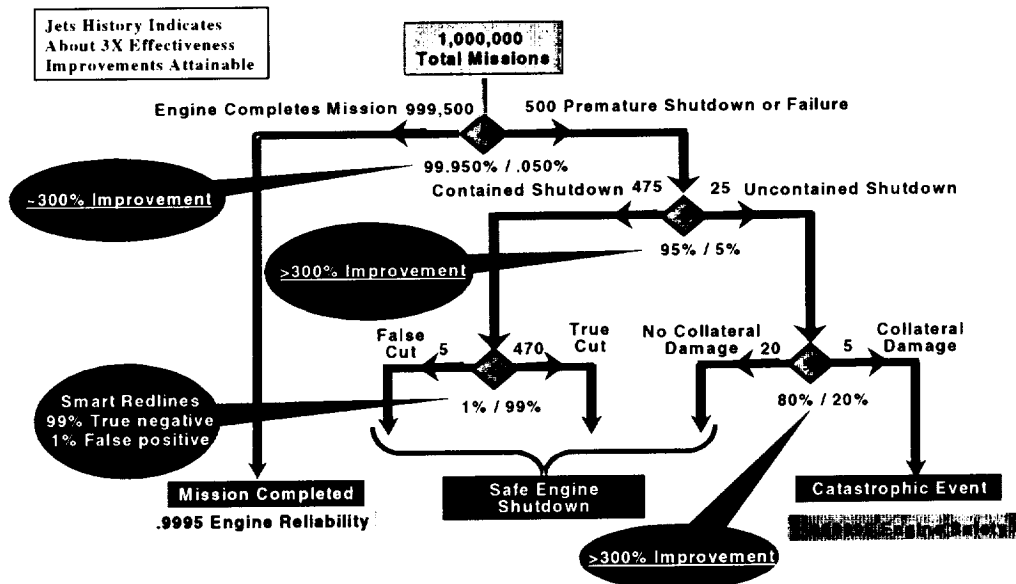 Jets History Indicates
About 3X Effectiveness
Improvements Attainable
1,000,000
Total Missions
Engine Completes Mission 999,500
500 Premature Shutdown or Failure
99.950% / .050%
~300% Improvement
Contained Shutdown 475
25 Uncontained Shutdown
95% / 5%
>300% Improvement
False
Cut
5
470
True
Cut
No Collateral
Damage
20
5
Collateral
Damage
Smart Redlines
99% True negative
1% False positive
1% / 99%
80% / 20%
Mission Completed
.9995 Engine Reliability
Safe Engine
Shutdown
Catastrophic Event
Engine Safety
>300% Improvement